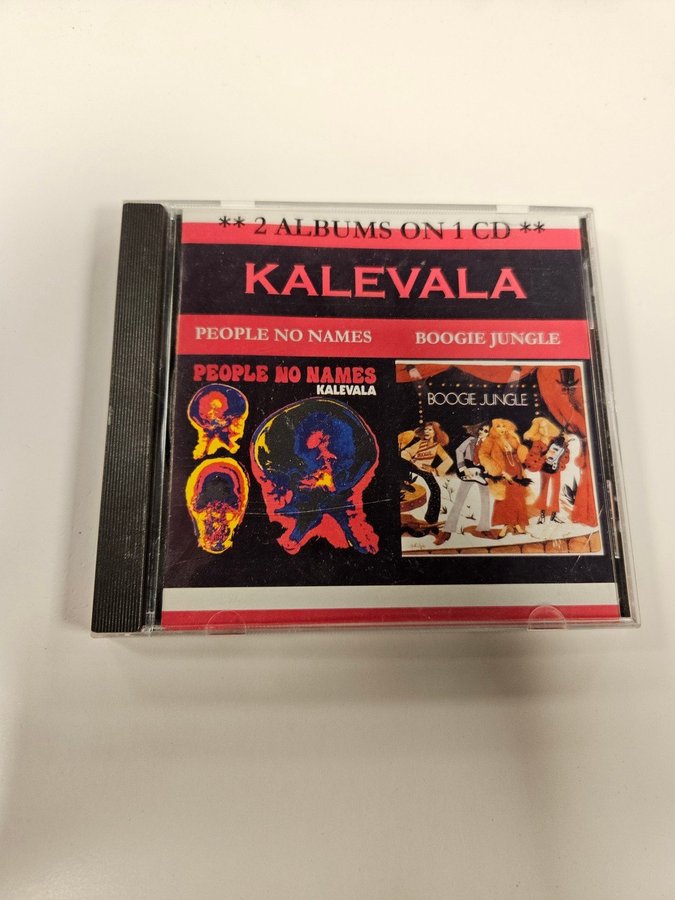 ** 2 ALBUMS ON 1 CD **
KALEVALA
PEOPLE NO NAMES
BOOGIE JUNGLE
PEOPLE NO NAMES
KALEVALA
BOOGIE JUNGLE